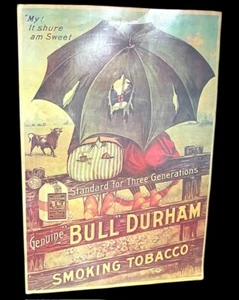 "My!
It shure
am Sweet
Standard for Three Generations
Genuine "BULL" DURHAM
SMOKING TOBACCO